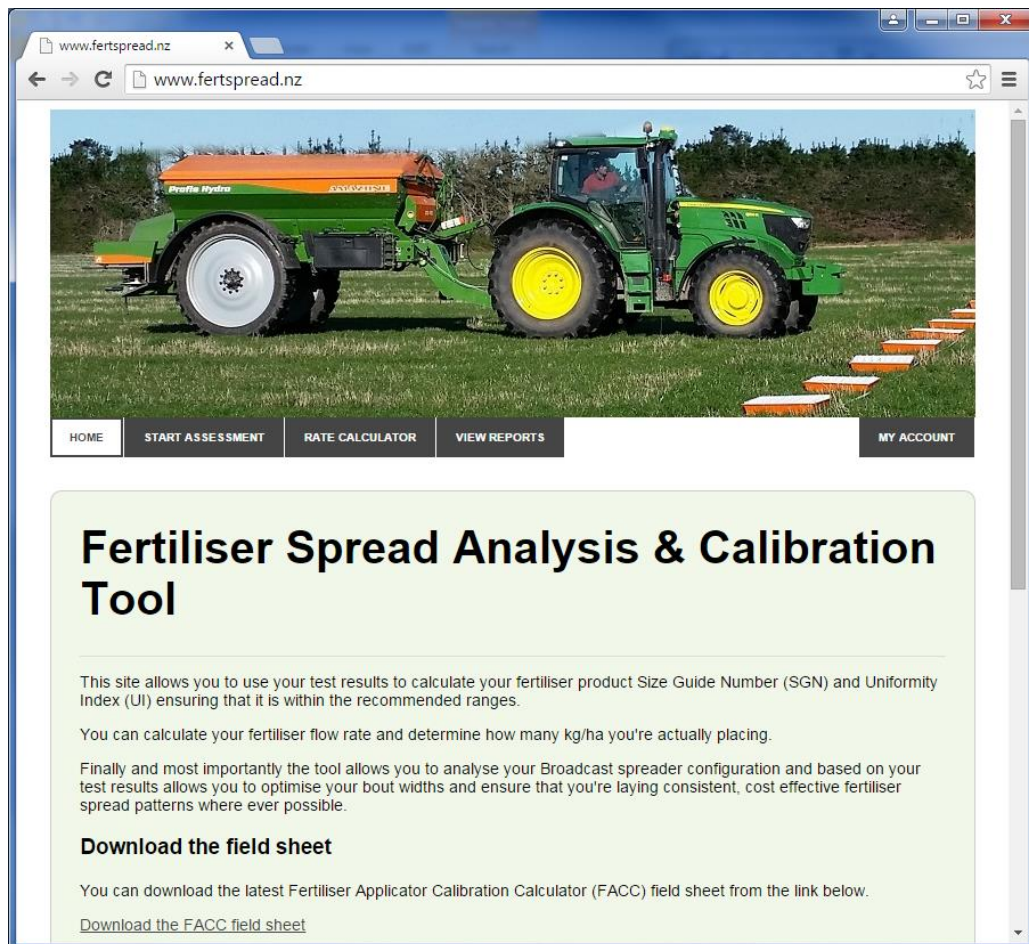 www.fertspread.nz
www.fertspread.nz
Profis Hydro
AMAZONE
HOME
START ASSESSMENT
RATE CALCULATOR
VIEW REPORTS
MY ACCOUNT
Fertiliser Spread Analysis & Calibration
Tool
This site allows you to use your test results to calculate your fertiliser product Size Guide Number (SGN) and Uniformity
Index (UI) ensuring that it is within the recommended ranges.
You can calculate your fertiliser flow rate and determine how many kg/ha you're actually placing.
Finally and most importantly the tool allows you to analyse your Broadcast spreader configuration and based on your
test results allows you to optimise your bout widths and ensure that you're laying consistent, cost effective fertiliser
spread patterns where ever possible.
Download the field sheet
You can download the latest Fertiliser Applicator Calibration Calculator (FACC) field sheet from the link below.
Download the FACC field sheet